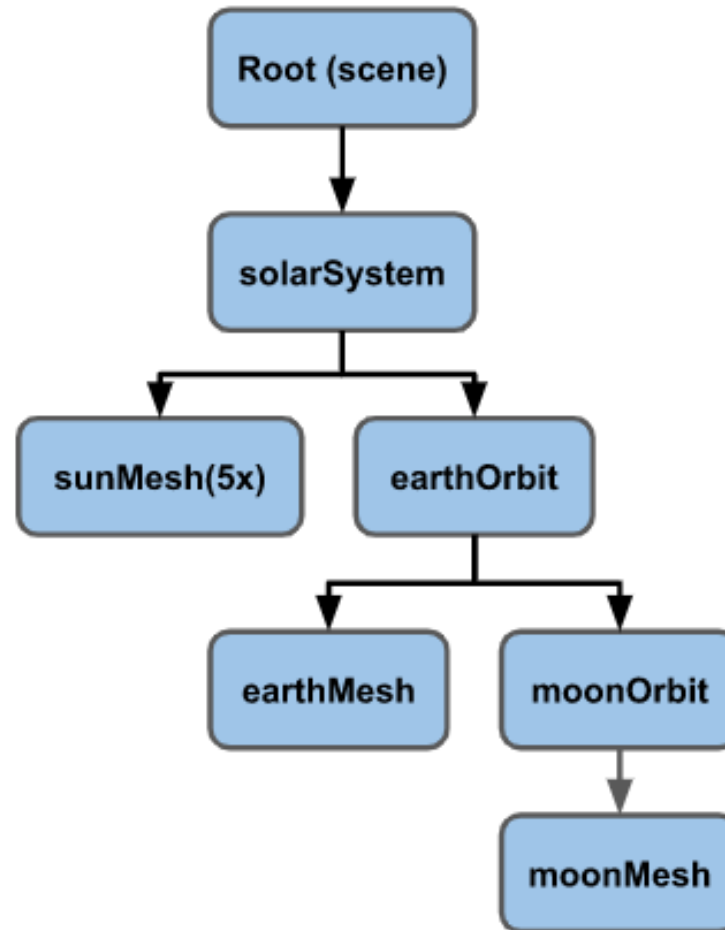 Root (scene)
solarSystem
sunMesh(5x)
earthOrbit
earthMesh
moonOrbit
moonMesh